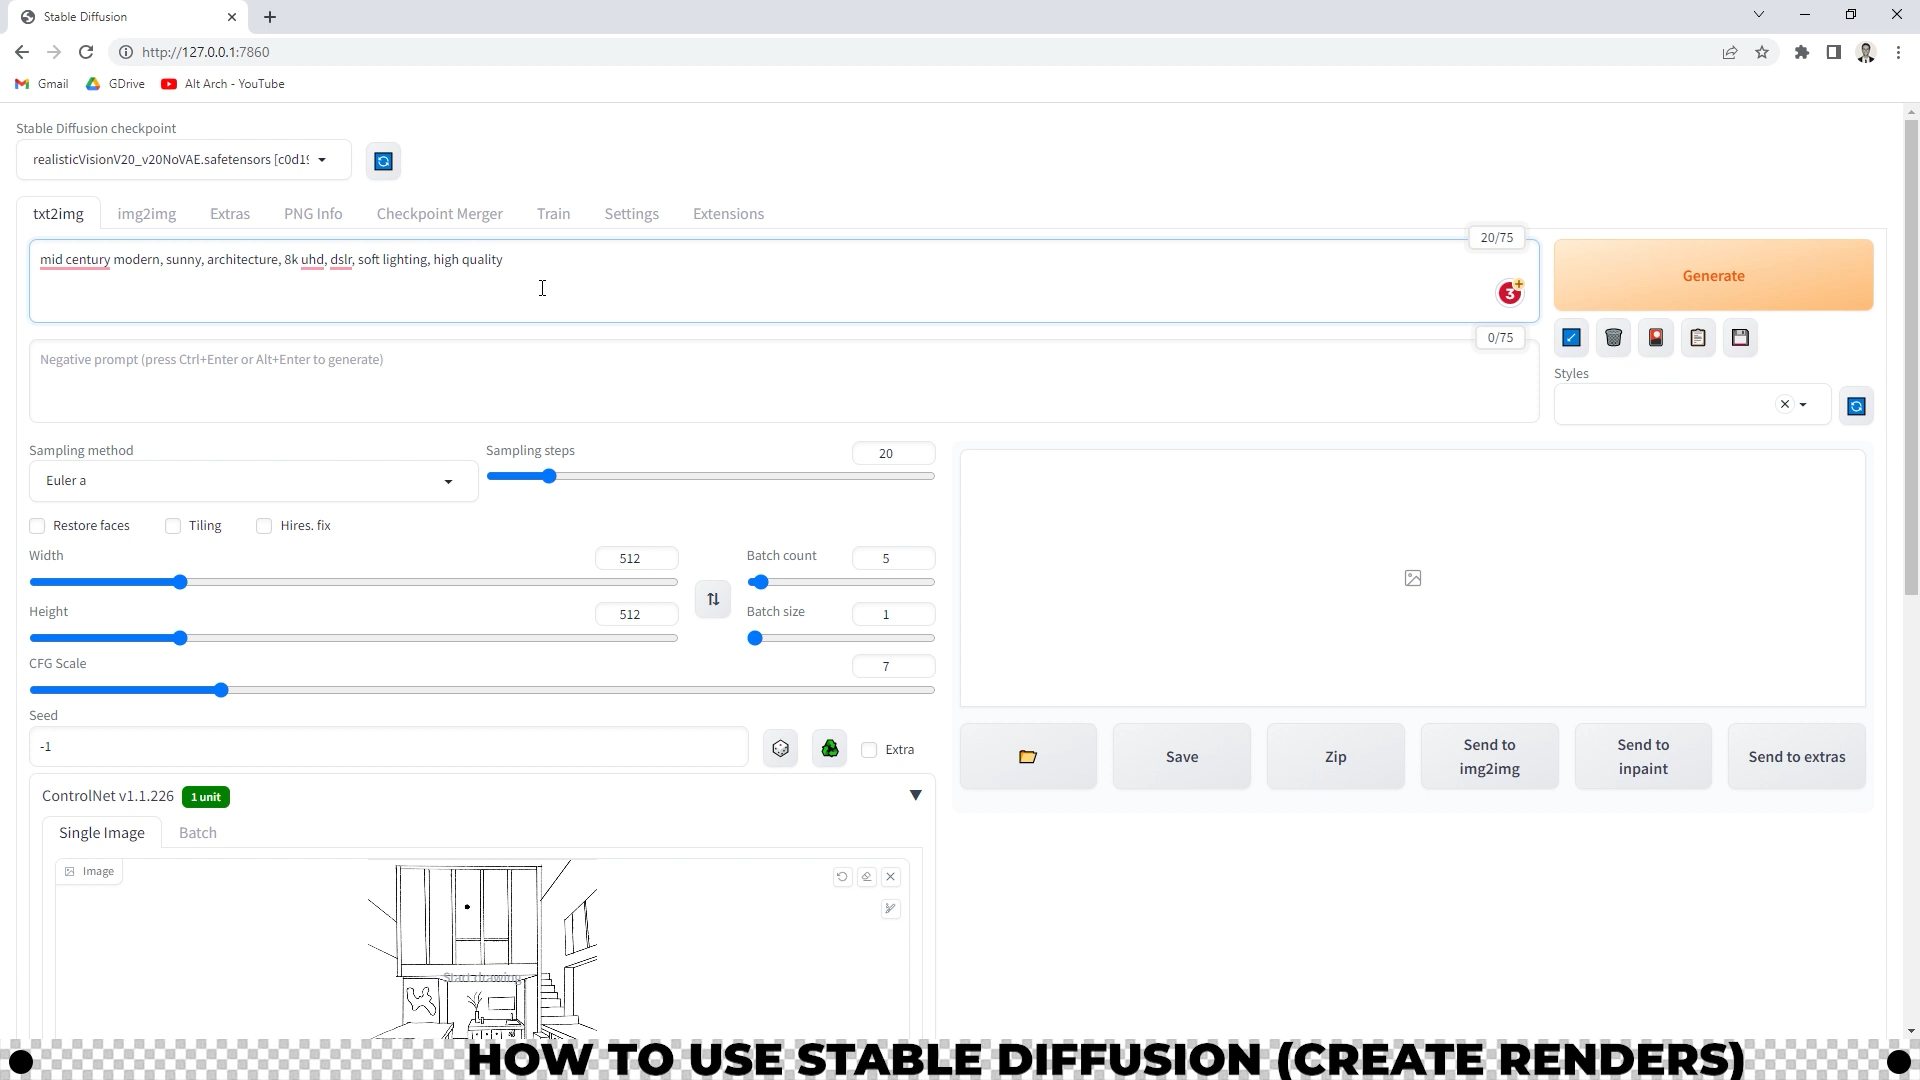 Stable Diffusion
http://127.0.0.1:7860
Gmail GDrive Alt Arch - YouTube
Stable Diffusion checkpoint
realisticVisionV20_v20NoVAE.safetensors [c0d19
txt2img img2img Extras PNG Info Checkpoint Merger Train Settings Extensions
20/75
mid century modern, sunny, architecture, 8k uhd, dslr, soft lighting, high quality
3
Generate
0/75
Negative prompt (press Ctrl+Enter or Alt+Enter to generate)
Styles
Sampling method
Euler a
Sampling steps
20
Restore faces Tiling Hires. fix
Width
512
Batch count
5
Height
512
Batch size
1
CFG Scale
7
Seed
-1
Extra
Save
Zip
Send to
img2img
Send to
inpaint
Send to extras
ControlNet v1.1.226 1 unit
Single Image Batch
Image
Start drawing
HOW TO USE STABLE DIFFUSION (CREATE RENDERS)